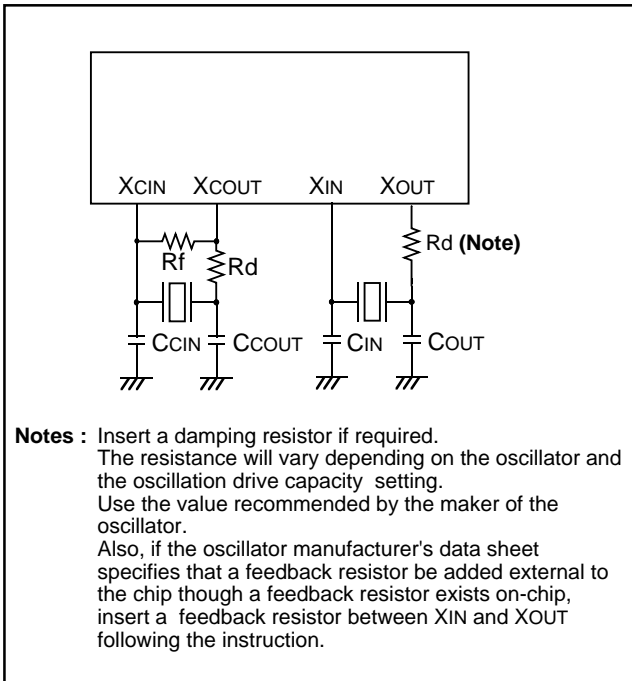 XCIN XCOUT XIN XOUT
Rf Rd Rd (Note)
CCIN CCOUT CIN COUT
Notes : Insert a damping resistor if required.
The resistance will vary depending on the oscillator and
the oscillation drive capacity setting.
Use the value recommended by the maker of the
oscillator.
Also, if the oscillator manufacturer's data sheet
specifies that a feedback resistor be added external to
the chip though a feedback resistor exists on-chip,
insert a feedback resistor between XIN and XOUT
following the instruction.